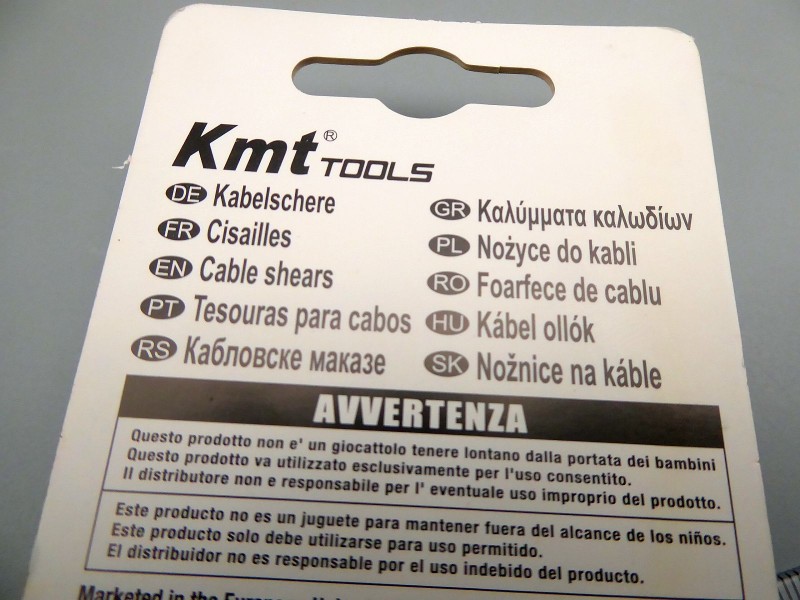 Kmt® TOOLS
DE Kabelschere
FR Cisailles
EN Cable shears
PT Tesouras para cabos
RS Кабловске маказе
GR Καλύμματα καλωδίων
PL Nożyce do kabli
RO Foarfece de cablu
HU Kábel ollók
SK Nožnice na káble
AVVERTENZA
Questo prodotto non e' un giocattolo tenere lontano dalla portata dei bambini
Questo prodotto va utilizzato esclusivamente per l'uso consentito.
Il distributore non e responsabile per l' eventuale uso improprio del prodotto.
Este producto no es un juguete para mantener fuera del alcance de los niños.
Este producto solo debe utilizarse para uso permitido.
El distribuidor no es responsable por el uso indebido del producto.
Marketed in the